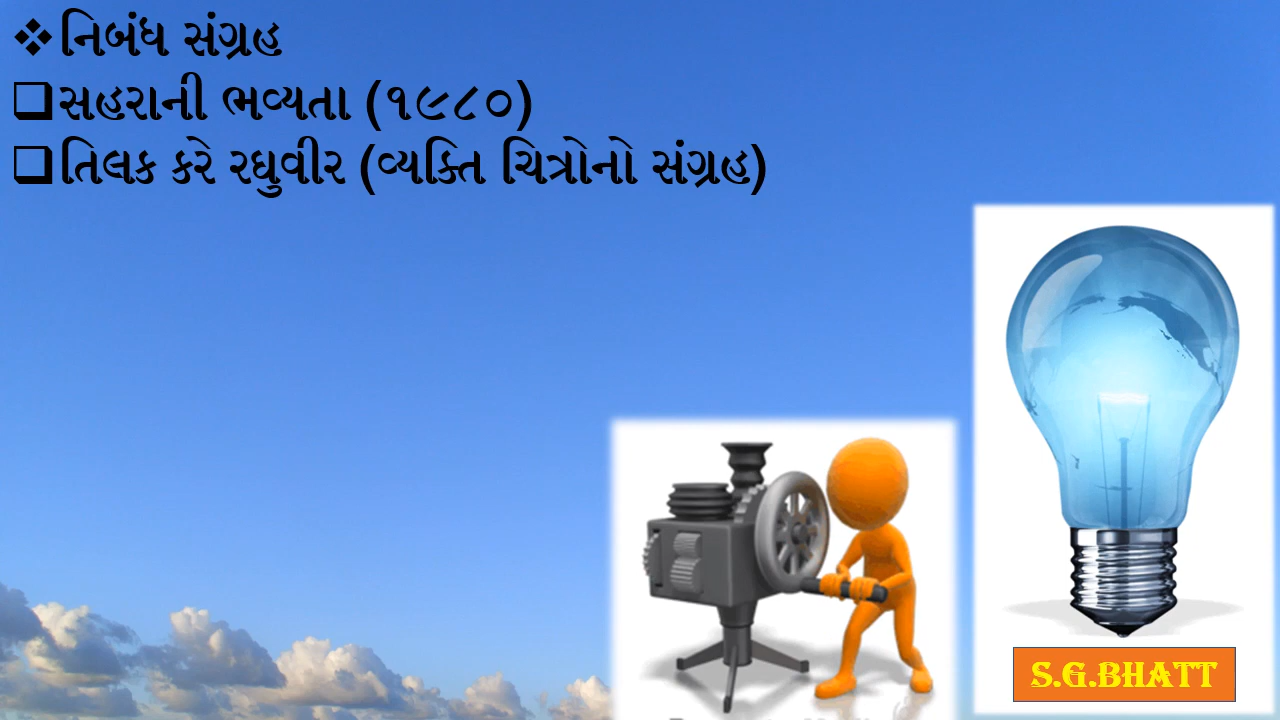 ❖નિબંધ સંગ્રહ
❑સહરાની ભવ્યતા (૧૯૮૦)
❑તિલક કરે રઘુવીર (વ્યક્તિ ચિત્રોનો સંગ્રહ)
S.G.BHATT